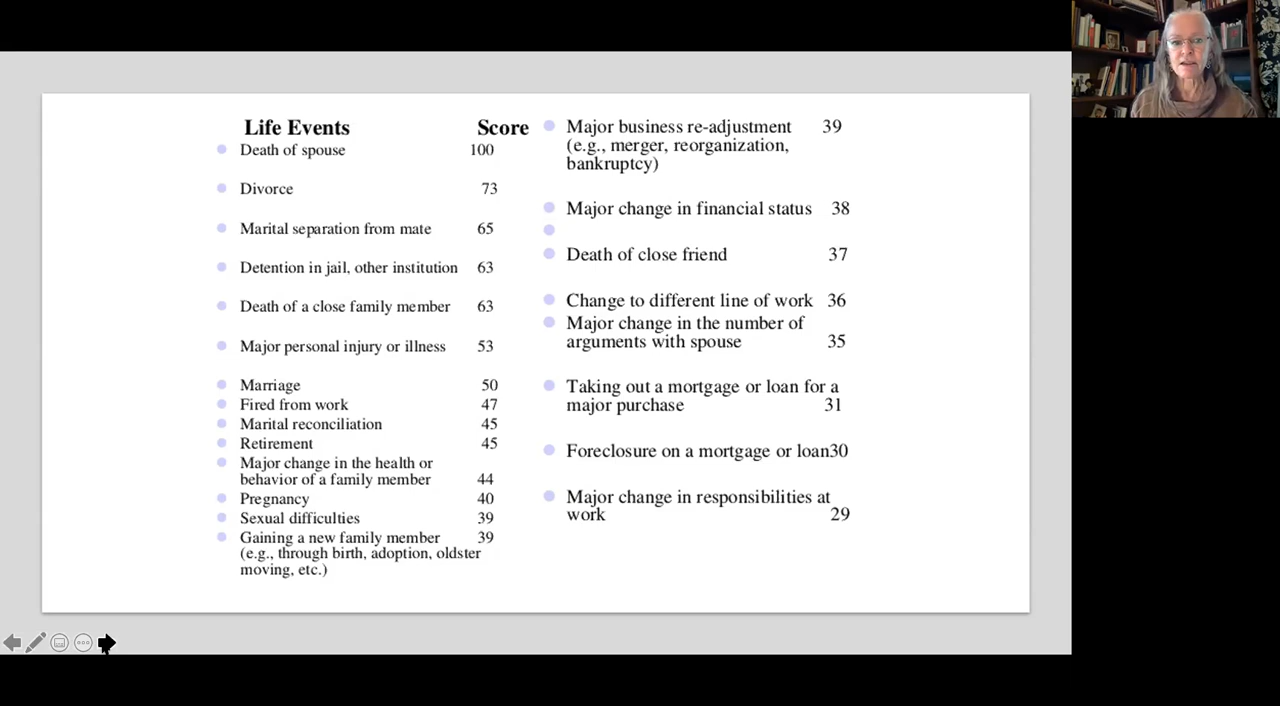 Life Events Score
Death of spouse 100
Divorce 73
Marital separation from mate 65
Detention in jail, other institution 63
Death of a close family member 63
Major personal injury or illness 53
Marriage 50
Fired from work 47
Marital reconciliation 45
Retirement 45
Major change in the health or
behavior of a family member 44
Pregnancy 40
Sexual difficulties 39
Gaining a new family member 39
(e.g., through birth, adoption, oldster
moving, etc.)
Major business re-adjustment 39
(e.g., merger, reorganization,
bankruptcy)
Major change in financial status 38
Death of close friend 37
Change to different line of work 36
Major change in the number of
arguments with spouse 35
Taking out a mortgage or loan for a
major purchase 31
Foreclosure on a mortgage or loan30
Major change in responsibilities at
work 29